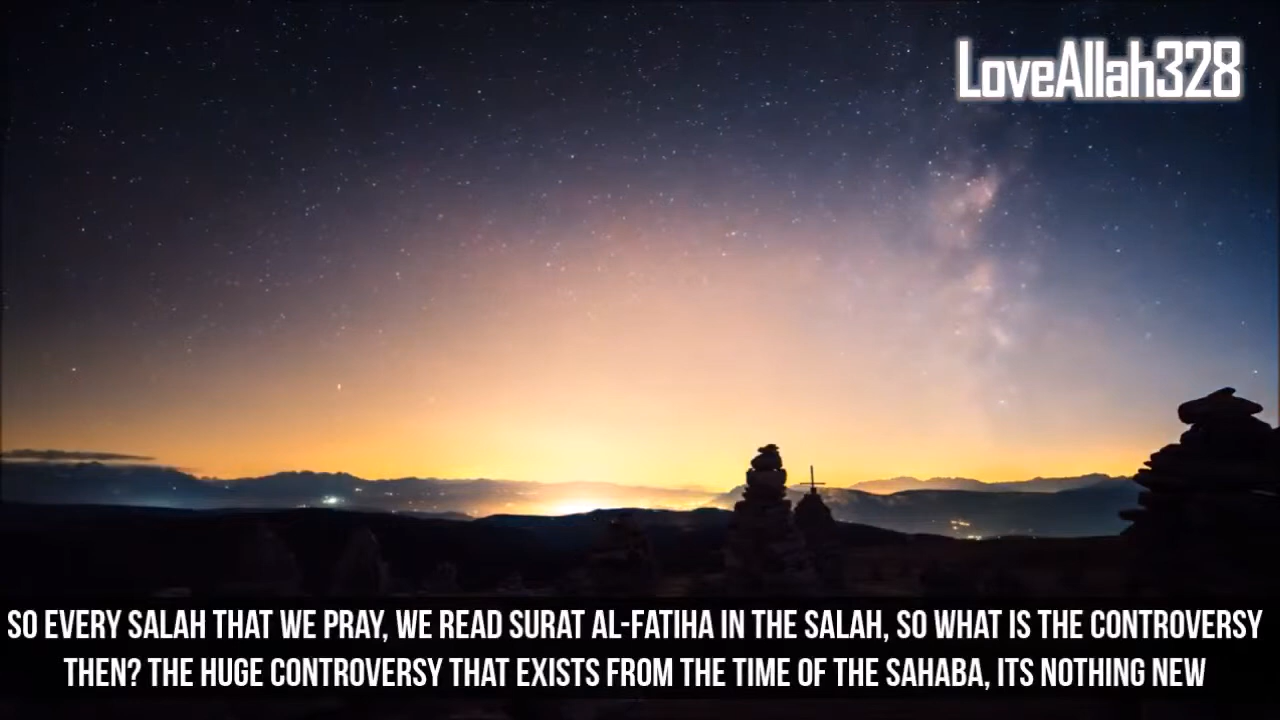 LoveAllah328
SO EVERY SALAH THAT WE PRAY, WE READ SURAT AL-FATIHA IN THE SALAH, SO WHAT IS THE CONTROVERSY
THEN? THE HUGE CONTROVERSY THAT EXISTS FROM THE TIME OF THE SAHABA, ITS NOTHING NEW